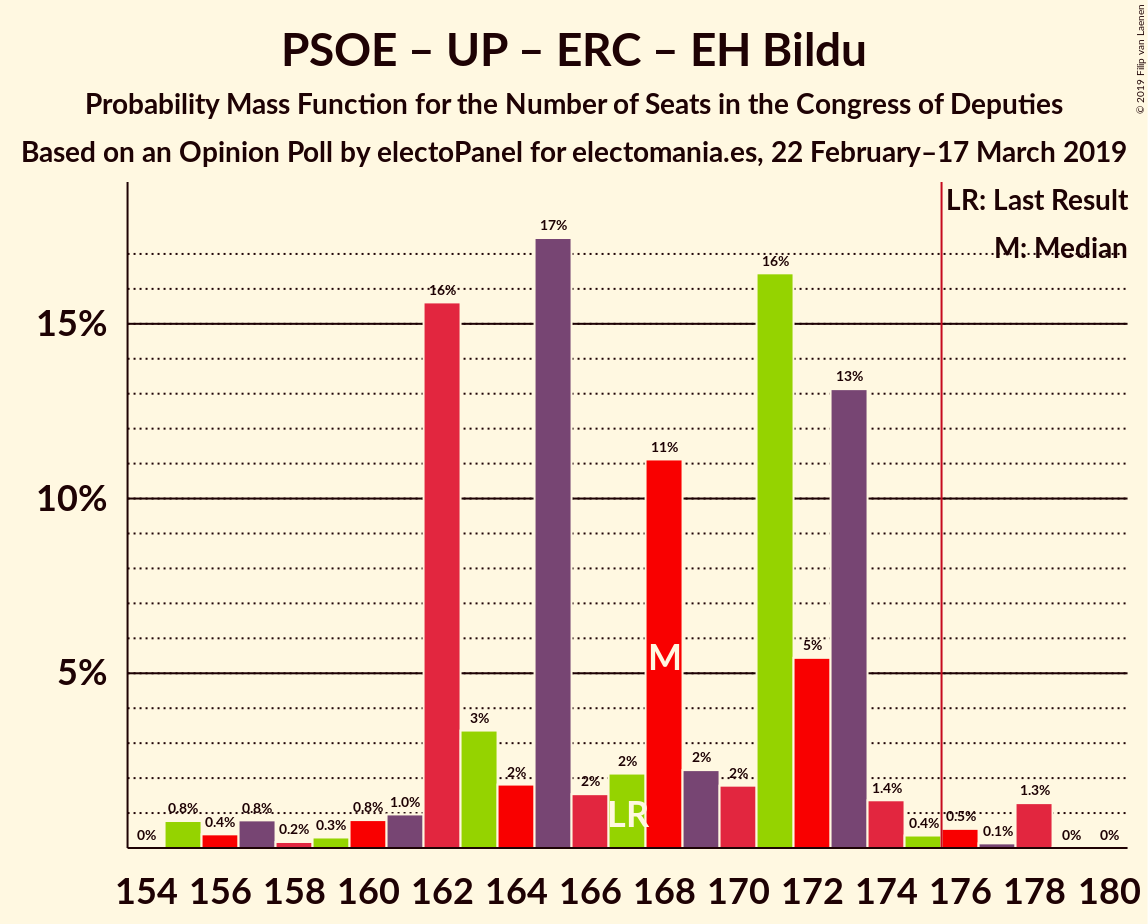 PSOE – UP – ERC – EH Bildu
Probability Mass Function for the Number of Seats in the Congress of Deputies
Based on an Opinion Poll by electoPanel for electomania.es, 22 February–17 March 2019
© 2019 Filip van Laenen
LR: Last Result
M: Median
15%
10%
5%
0% 0.8% 0.4% 0.8% 0.2% 0.3% 0.8% 1.0% 16% 3% 2% 17% 2% 2% 11% 2% 2% 16% 5% 13% 1.4% 0.4% 0.5% 0.1% 1.3% 0% 0%
M
LR
154 156 158 160 162 164 166 168 170 172 174 176 178 180